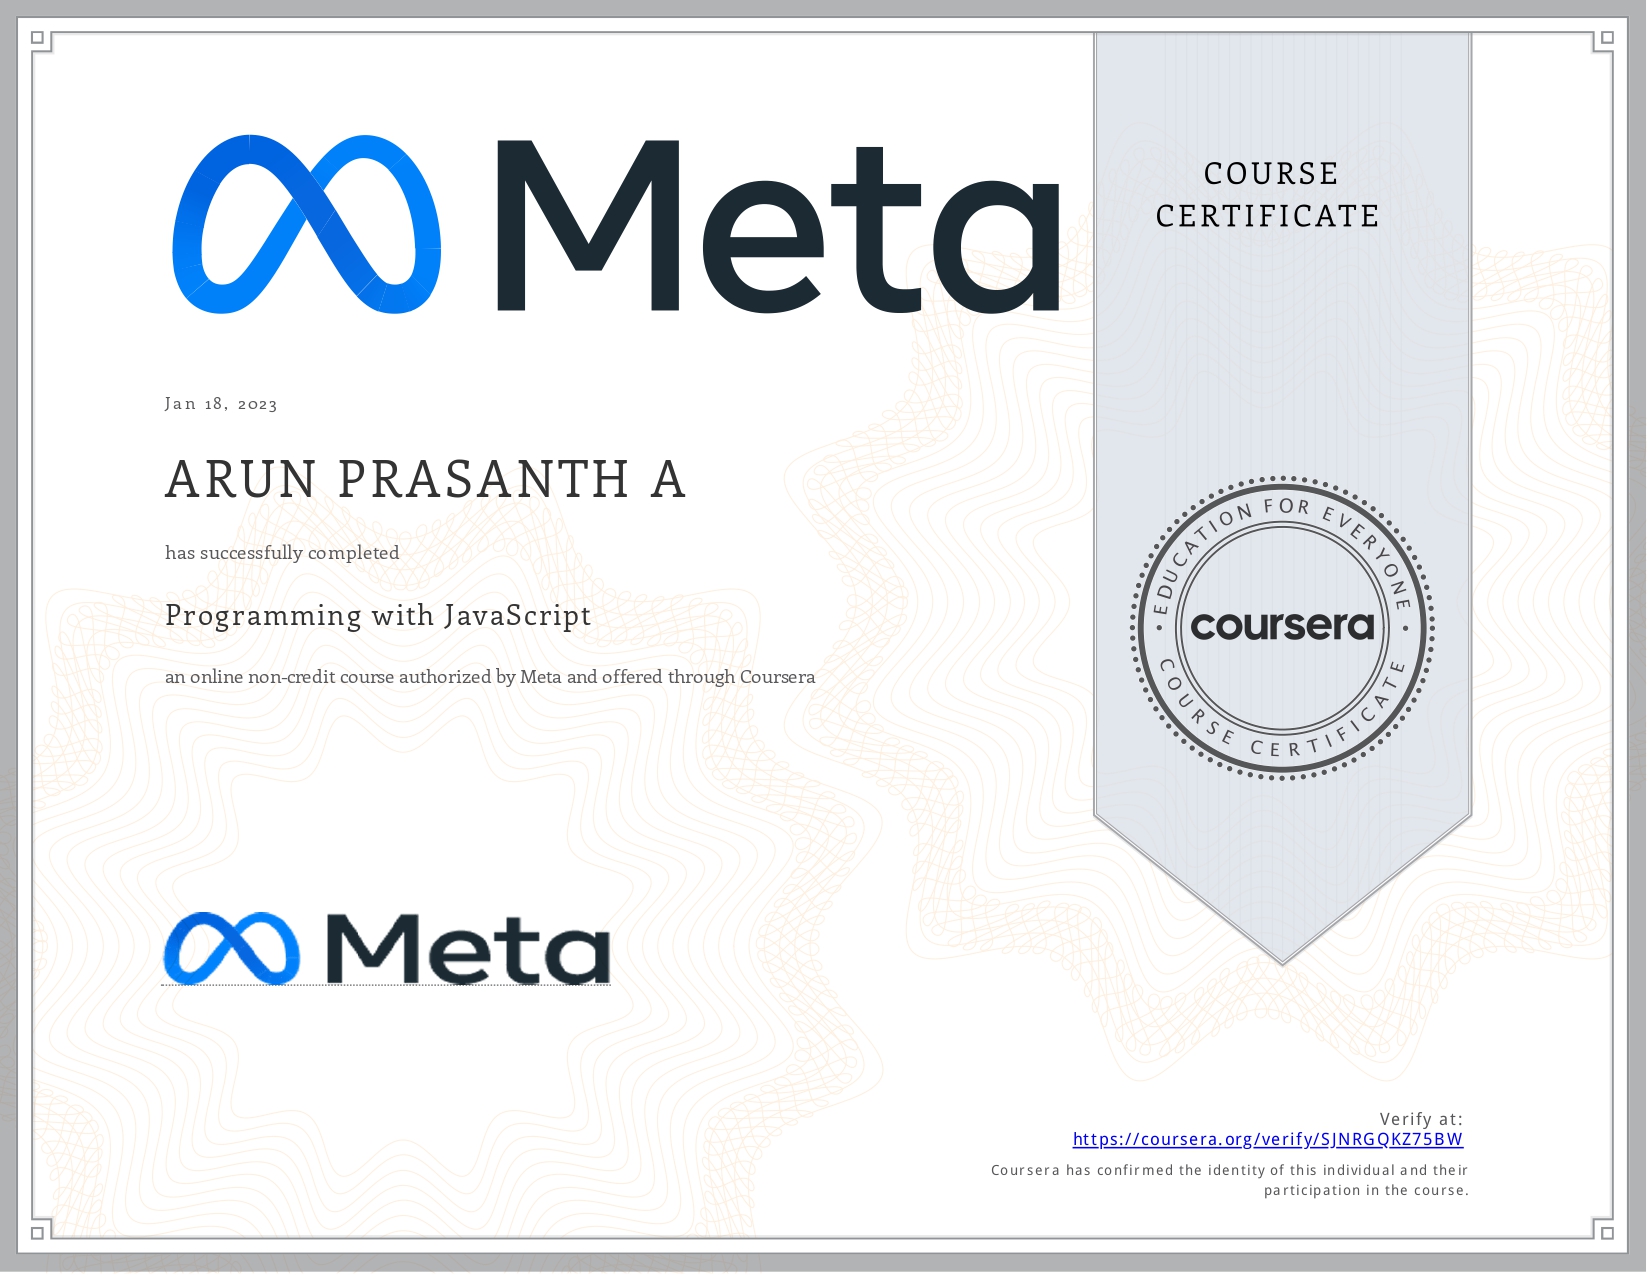 Meta
COURSE
CERTIFICATE
Jan 18, 2023
ARUN PRASANTH A
has successfully completed
Programming with JavaScript
an online non-credit course authorized by Meta and offered through Coursera
• EDUCATION FOR EVERYONE •
coursera
COURSE CERTIFICATE
Meta
Verify at:
https://coursera.org/verify/SJNRGQKZ75BW
Coursera has confirmed the identity of this individual and their
participation in the course.